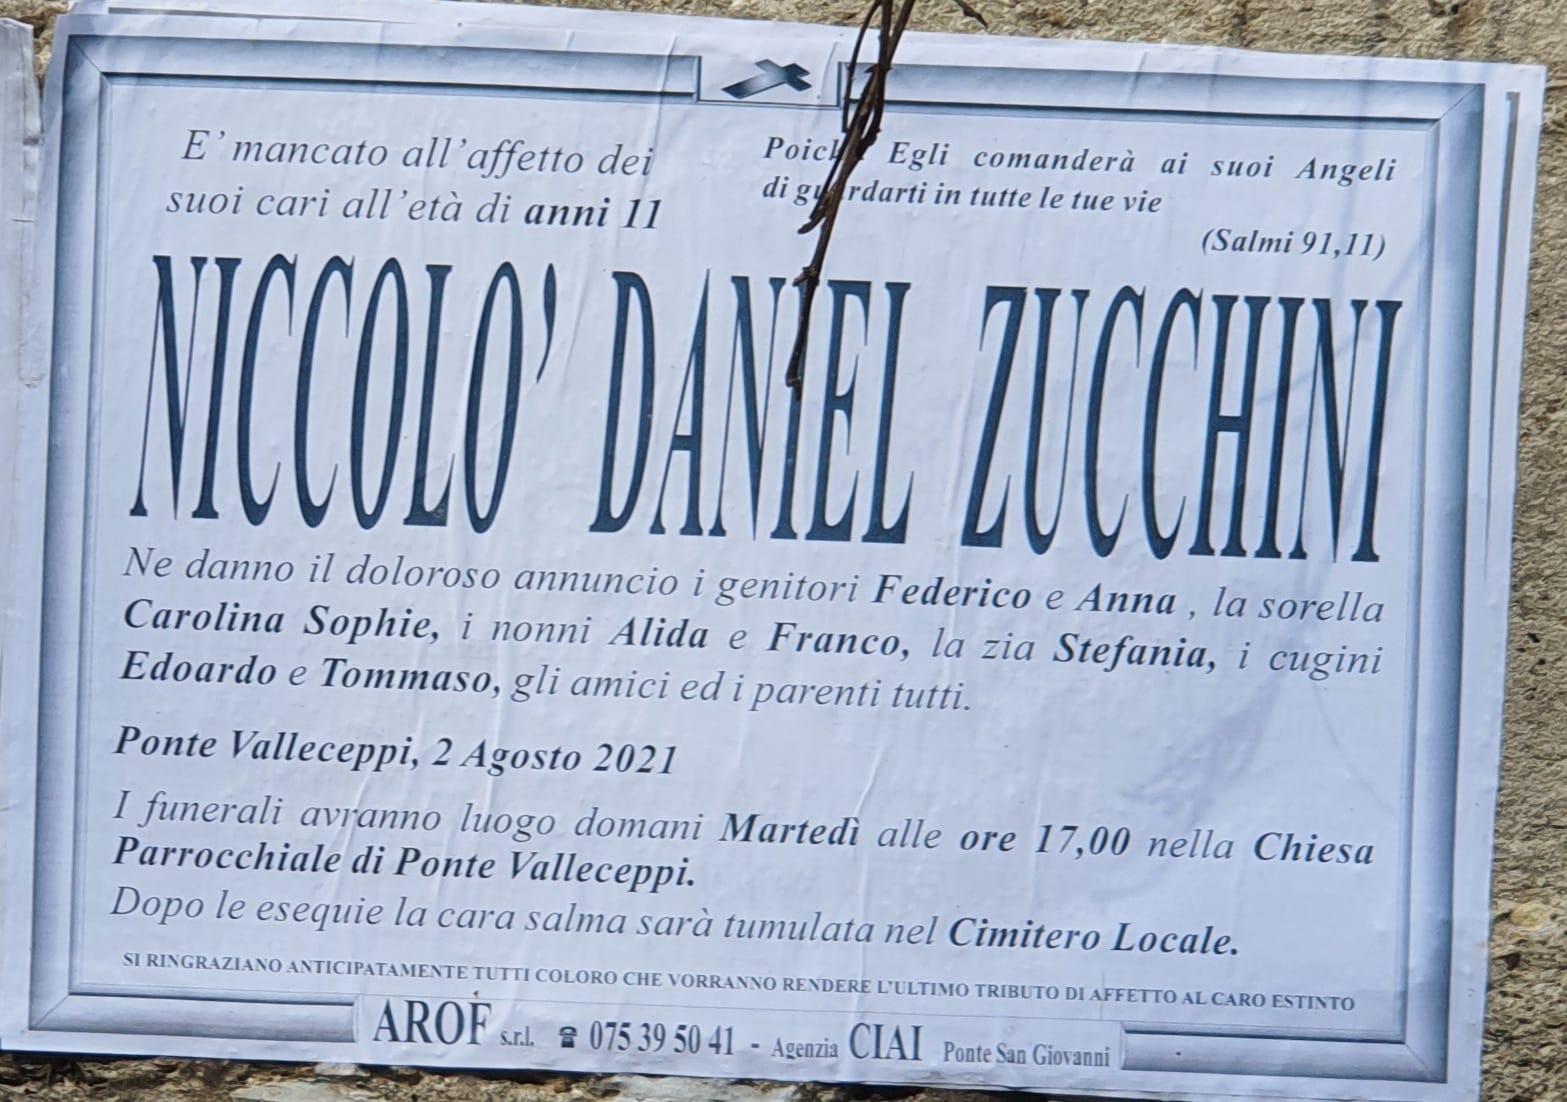 E' mancato all'affetto dei
suoi cari all'età di anni 11
Egli comanderà ai suoi Angeli
di guardarti in tutte le tue vie
(Salmi 91,11)
NICCOLO' DANIEL ZUCCHINI
Ne danno il doloroso annuncio i genitori Federico e Anna , la sorella
Carolina Sophie, i nonni Alida e Franco, la zia Stefania, i cugini
Edoardo e Tommaso, gli amici ed i parenti tutti.
Ponte Valleceppi, 2 Agosto 2021
I funerali avranno luogo domani Martedì alle ore 17,00 nella Chiesa
Parrocchiale di Ponte Valleceppi.
Dopo le esequie la cara salma sarà tumulata nel Cimitero Locale.
SI RINGRAZIANO ANTICIPATAMENTE TUTTI COLORO CHE VORRANNO RENDERE L'ULTIMO TRIBUTO DI AFFETTO AL CARO ESTINTO
AROF s.r.l. ☎ 075 39 50 41 - Agenzia CIAI Ponte San Giovanni